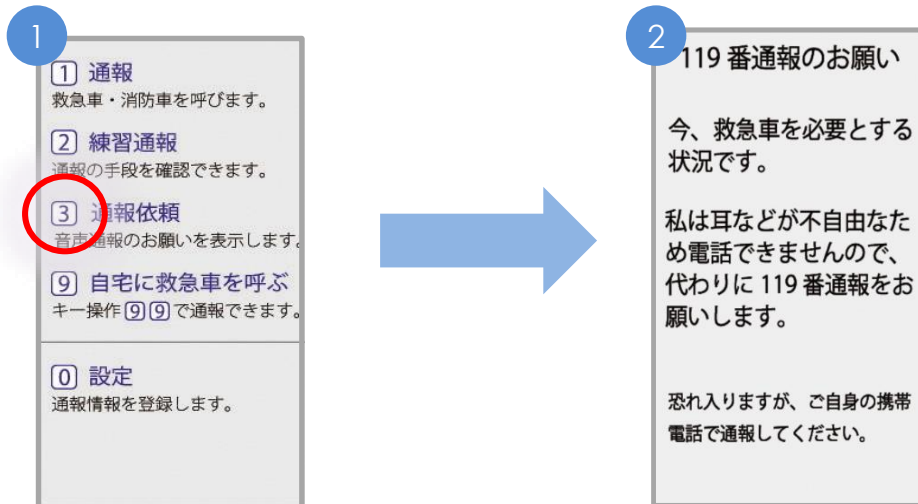 1
1 通報
救急車・消防車を呼びます。
2 練習通報
通報の手段を確認できます。
3 通報依頼
音声通報のお願いを表示します。
9 自宅に救急車を呼ぶ
キー操作99で通報できます。
0 設定
通報情報を登録します。
2
119番通報のお願い
今、救急車を必要とする
状況です。
私は耳などが不自由なた
め電話できませんので、
代わりに119番通報をお
願いします。
恐れ入りますが、ご自身の携帯
電話で通報してください。